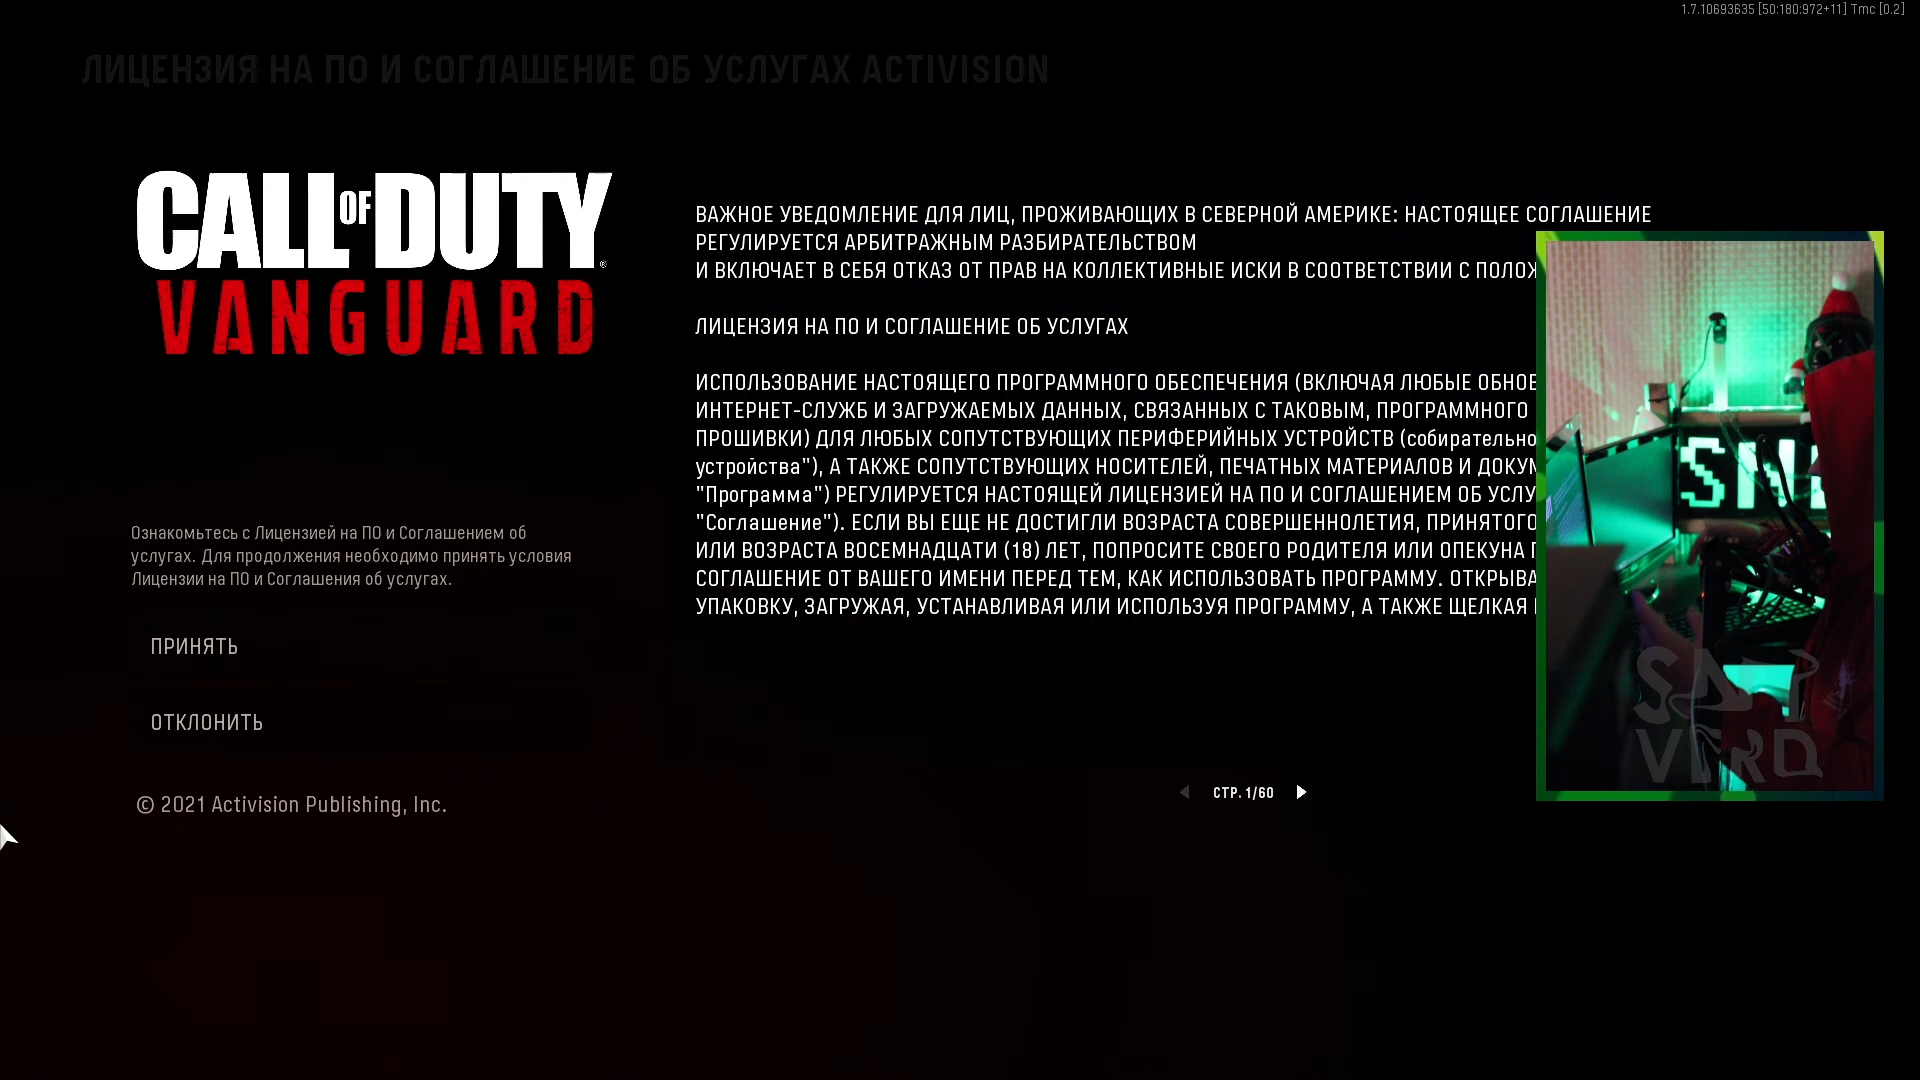 1.7.10693635 [50:180:972+11] Tmc [0.2]
ЛИЦЕНЗИЯ НА ПО И СОГЛАШЕНИЕ ОБ УСЛУГАХ ACTIVISION
CALL OF DUTY®
VANGUARD
ВАЖНОЕ УВЕДОМЛЕНИЕ ДЛЯ ЛИЦ, ПРОЖИВАЮЩИХ В СЕВЕРНОЙ АМЕРИКЕ: НАСТОЯЩЕЕ СОГЛАШЕНИЕ
РЕГУЛИРУЕТСЯ АРБИТРАЖНЫМ РАЗБИРАТЕЛЬСТВОМ
И ВКЛЮЧАЕТ В СЕБЯ ОТКАЗ ОТ ПРАВ НА КОЛЛЕКТИВНЫЕ ИСКИ В СООТВЕТСТВИИ С
ЛИЦЕНЗИЯ НА ПО И СОГЛАШЕНИЕ ОБ УСЛУГАХ
ИСПОЛЬЗОВАНИЕ НАСТОЯЩЕГО ПРОГРАММНОГО ОБЕСПЕЧЕНИЯ (ВКЛЮЧАЯ ЛЮБЫЕ
ИНТЕРНЕТ-СЛУЖБ И ЗАГРУЖАЕМЫХ ДАННЫХ, СВЯЗАННЫХ С ТАКОВЫМ, ПРОГРАММНОГО
ПРОШИВКИ) ДЛЯ ЛЮБЫХ СОПУТСТВУЮЩИХ ПЕРИФЕРИЙНЫХ УСТРОЙСТВ (собирательно
устройства"), А ТАКЖЕ СОПУТСТВУЮЩИХ НОСИТЕЛЕЙ, ПЕЧАТНЫХ МАТЕРИАЛОВ И
"Программа") РЕГУЛИРУЕТСЯ НАСТОЯЩЕЙ ЛИЦЕНЗИЕЙ НА ПО И СОГЛАШЕНИЕМ ОБ
"Соглашение"). ЕСЛИ ВЫ ЕЩЕ НЕ ДОСТИГЛИ ВОЗРАСТА СОВЕРШЕННОЛЕТИЯ, ПРИНЯТОГО
ИЛИ ВОЗРАСТА ВОСЕМНАДЦАТИ (18) ЛЕТ, ПОПРОСИТЕ СВОЕГО РОДИТЕЛЯ ИЛИ ОПЕКУНА
СОГЛАШЕНИЕ ОТ ВАШЕГО ИМЕНИ ПЕРЕД ТЕМ, КАК ИСПОЛЬЗОВАТЬ ПРОГРАММУ.
УПАКОВКУ, ЗАГРУЖАЯ, УСТАНАВЛИВАЯ ИЛИ ИСПОЛЬЗУЯ ПРОГРАММУ, А ТАКЖЕ ЩЕЛКАЯ
Ознакомьтесь с Лицензией на ПО и Соглашением об
услугах. Для продолжения необходимо принять условия
Лицензии на ПО и Соглашения об услугах.
ПРИНЯТЬ
ОТКЛОНИТЬ
СТР. 1/60
© 2021 Activision Publishing, Inc.